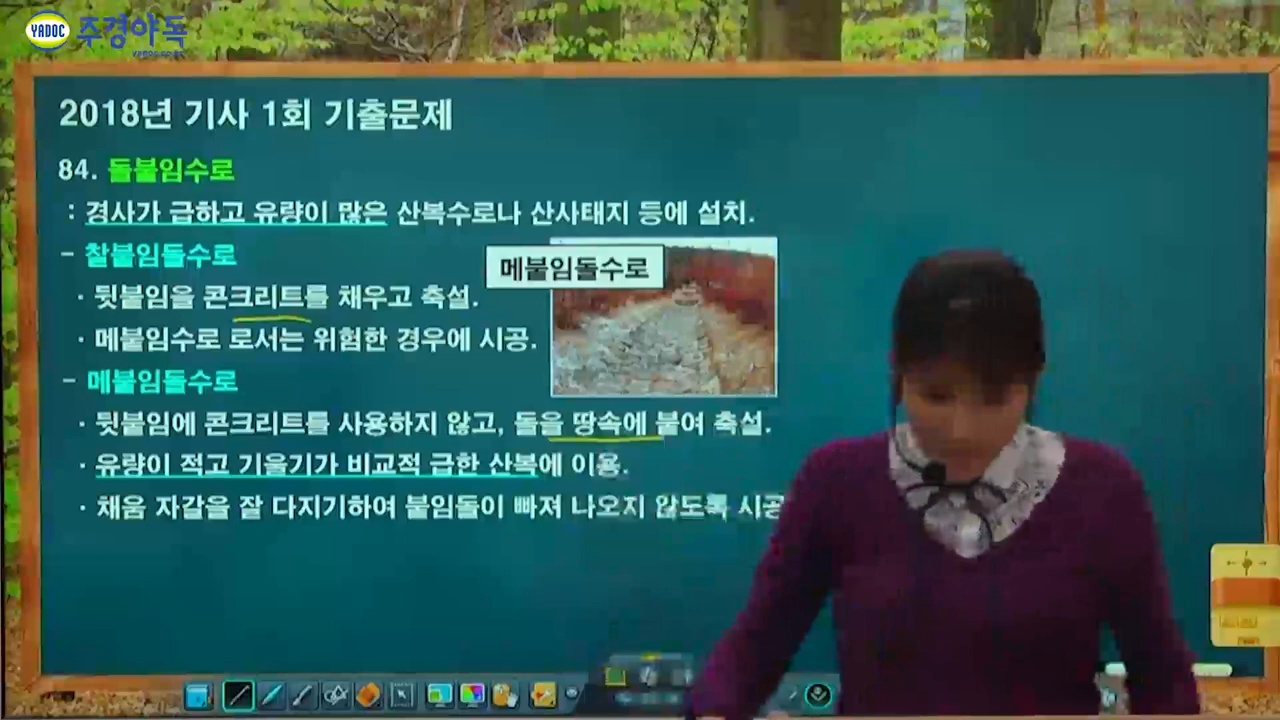 YADOC 주경야독
yadoc.co.kr
2018년 기사 1회 기출문제
84. 돌붙임수로
: 경사가 급하고 유량이 많은 산복수로나 산사태지 등에 설치.
- 찰붙임돌수로
· 뒷붙임을 콘크리트를 채우고 축설.
· 메붙임수로 로서는 위험한 경우에 시공.
메붙임돌수로
- 메붙임돌수로
· 뒷붙임에 콘크리트를 사용하지 않고, 돌을 땅속에 붙여 축설.
· 유량이 적고 기울기가 비교적 급한 산복에 이용.
· 채움 자갈을 잘 다지기하여 붙임돌이 빠져 나오지 않도록 시공